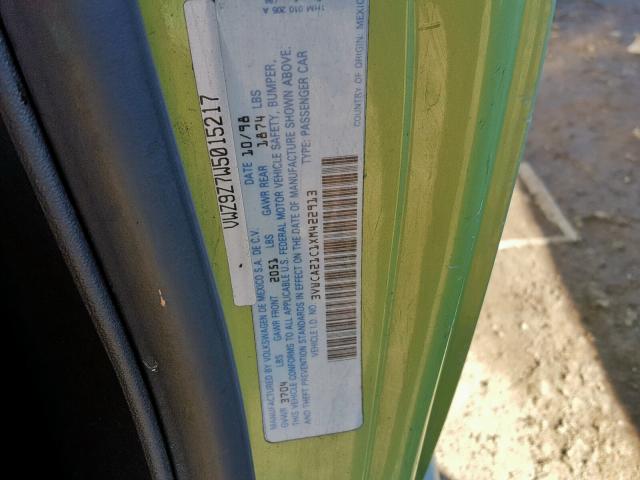 VWZ9Z7W5015217
MANUFACTURED BY VOLKSWAGEN DE MEXICO S.A. DE C.V. DATE 10/98
GVWR 3704 LBS GAWR FRONT 2051 LBS GAWR REAR 1874 LBS
THIS VEHICLE CONFORMS TO ALL APPLICABLE U.S. FEDERAL MOTOR VEHICLE SAFETY, BUMPER,
AND THEFT PREVENTION STANDARDS IN EFFECT ON THE DATE OF MANUFACTURE SHOWN ABOVE.
VEHICLE I.D. NO. 3VWCA21C1XM422913 TYPE: PASSENGER CAR
COUNTRY OF ORIGIN: MEXICO